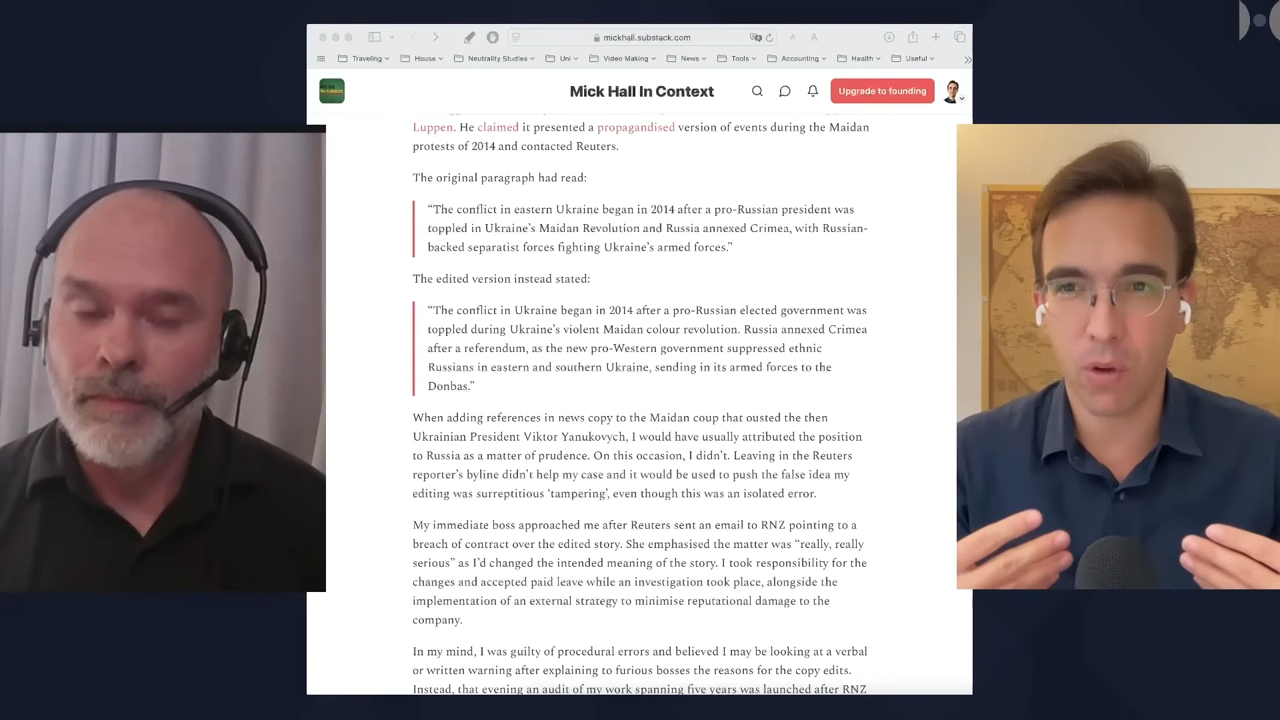 mickhall.substack.com
A A
Traveling House Neutrality Studies Uni Video Making News Tools Accounting Health Useful
Mick Hall In Context
Upgrade to founding
Luppen. He claimed it presented a propagandised version of events during the Maidan
protests of 2014 and contacted Reuters.
The original paragraph had read:
“The conflict in eastern Ukraine began in 2014 after a pro-Russian president was
toppled in Ukraine’s Maidan Revolution and Russia annexed Crimea, with Russian-
backed separatist forces fighting Ukraine’s armed forces.”
The edited version instead stated:
“The conflict in Ukraine began in 2014 after a pro-Russian elected government was
toppled during Ukraine’s violent Maidan colour revolution. Russia annexed Crimea
after a referendum, as the new pro-Western government suppressed ethnic
Russians in eastern and southern Ukraine, sending in its armed forces to the
Donbas.”
When adding references in news copy to the Maidan coup that ousted the then
Ukrainian President Viktor Yanukovych, I would have usually attributed the position
to Russia as a matter of prudence. On this occasion, I didn’t. Leaving in the Reuters
reporter’s byline didn’t help my case and it would be used to push the false idea my
editing was surreptitious ‘tampering’, even though this was an isolated error.
My immediate boss approached me after Reuters sent an email to RNZ pointing to a
breach of contract over the edited story. She emphasised the matter was “really, really
serious” as I’d changed the intended meaning of the story. I took responsibility for the
changes and accepted paid leave while an investigation took place, alongside the
implementation of an external strategy to minimise reputational damage to the
company.
In my mind, I was guilty of procedural errors and believed I may be looking at a verbal
or written warning after explaining to furious bosses the reasons for the copy edits.
Instead, that evening an audit of my work spanning five years was launched after RNZ